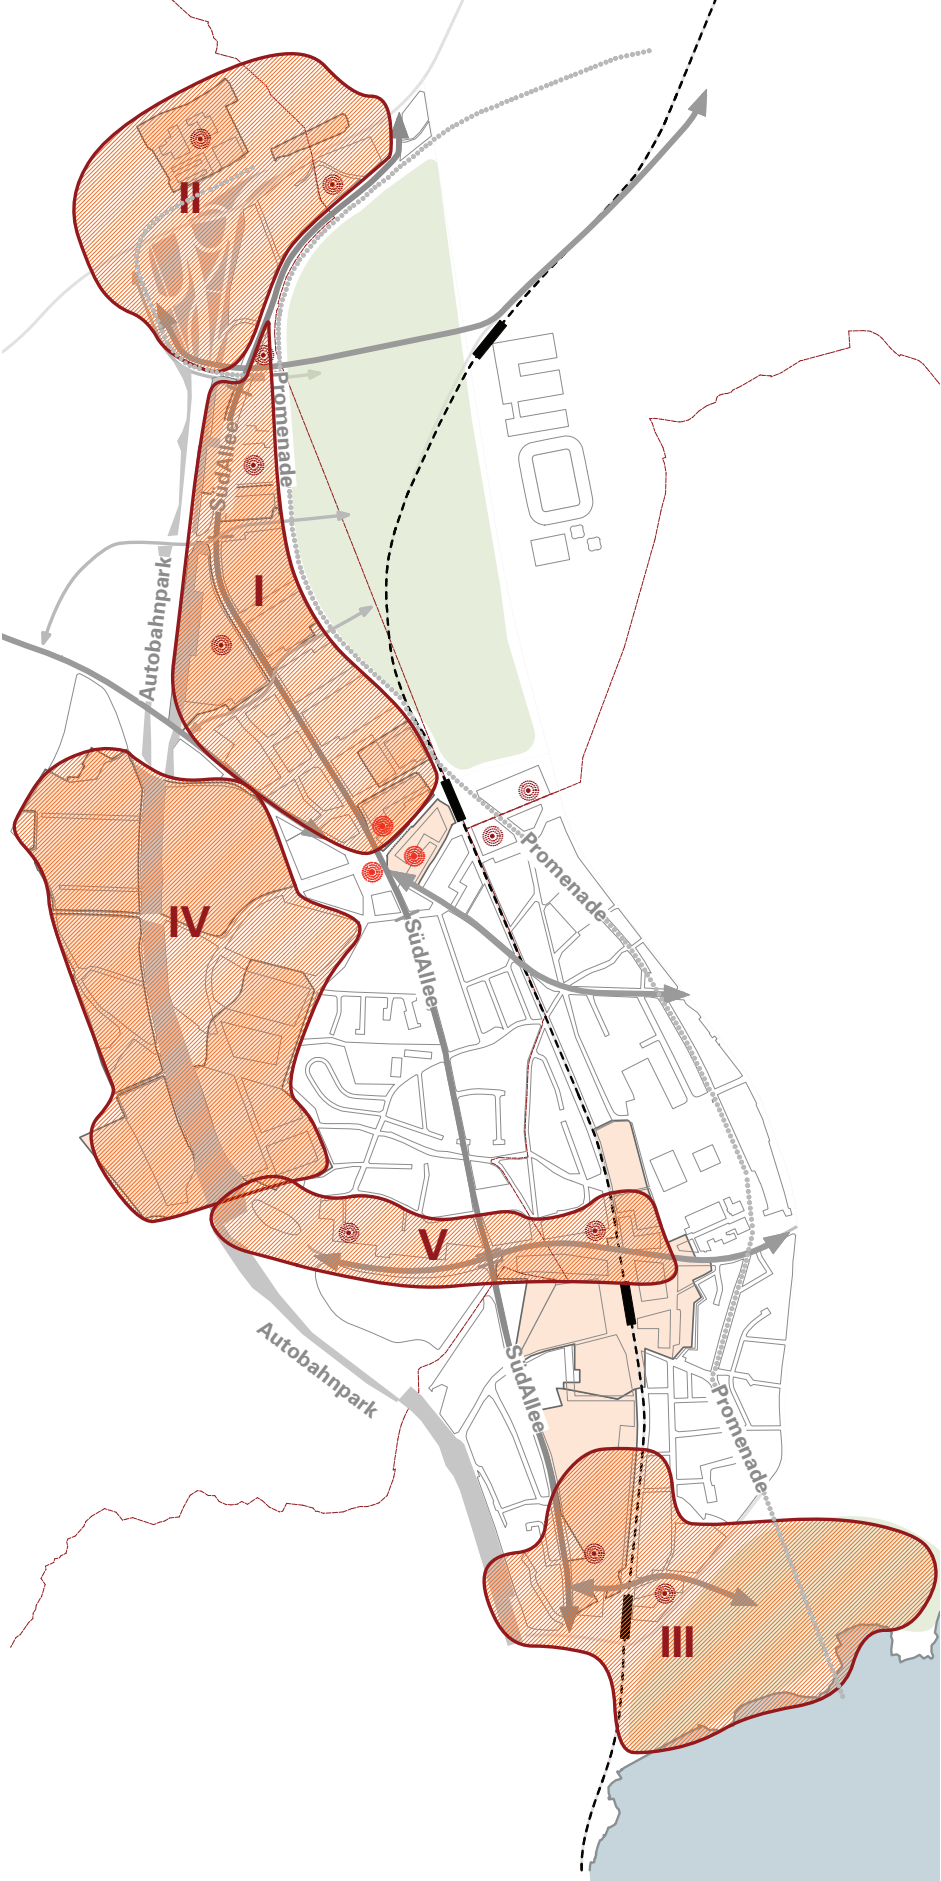 II
Promenade
SüdAllee
I
Autobahnpark
Promenade
IV
SüdAllee
V
Autobahnpark
SüdAllee
Promenade
III